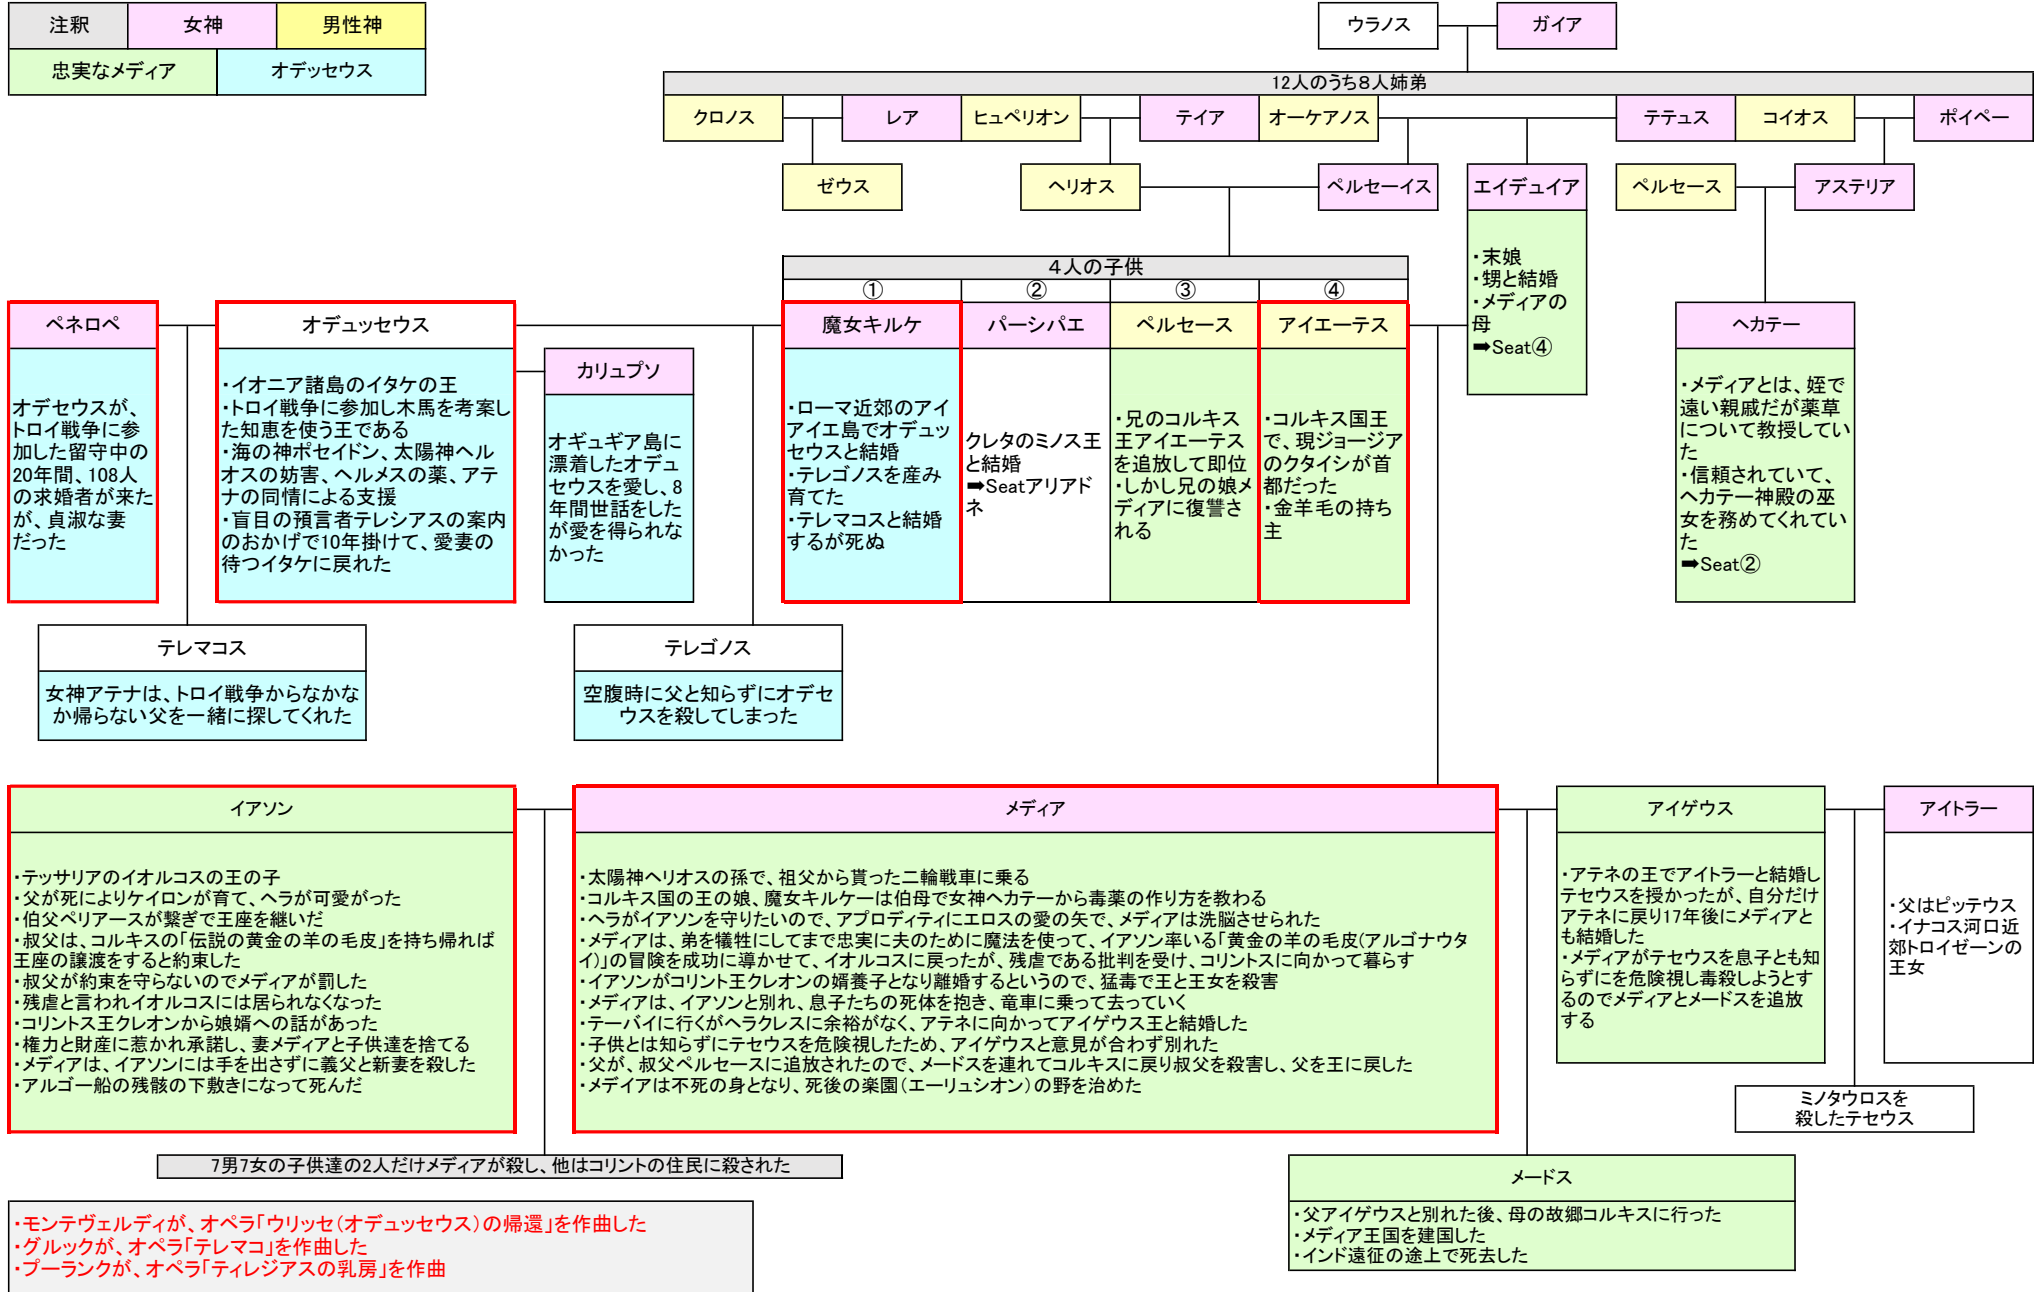 注釈
女神
男性神
忠実なメディア
オデッセウス
ウラノス
ガイア
12人のうち8人姉弟
クロノス
レア
ヒュペリオン
テイア
オーケアノス
テテュス
コイオス
ポイペー
ゼウス
ヘリオス
ペルセーイス
エイデュイア
ペルセース
アステリア
・末娘
・甥と結婚
・メディアの
母
➡Seat④
4人の子供
①
②
③
④
ペネロペ
オデュッセウス
魔女キルケ
パーシパエ
ペルセース
アイエーテス
ヘカテー
オデセウスが、
トロイ戦争に参
加した留守中の
20年間、108人
の求婚者が来た
が、貞淑な妻
だった
・イオニア諸島のイタケの王
・トロイ戦争に参加し木馬を考案し
た知恵を使う王である
・海の神ポセイドン、太陽神ヘル
オスの妨害、ヘルメスの薬、アテ
ナの同情による支援
・盲目の預言者テレシアスの案内
のおかげで10年掛けて、愛妻の
待つイタケに戻れた
カリュプソ
オギュギア島に
漂着したオデュ
セウスを愛し、8
年間世話をした
が愛を得られな
かった
・ローマ近郊のアイ
アイエ島でオデュッ
セウスと結婚
・テレゴノスを産み
育てた
・テレマコスと結婚
するが死ぬ
クレタのミノス王
と結婚
➡Seatアリアド
ネ
・兄のコルキス
王アイエーテス
を追放して即位
・しかし兄の娘メ
ディアに復讐さ
れる
・コルキス国王
で、現ジョージア
のクタイシが首
都だった
・金羊毛の持ち
主
・メディアとは、姪で
遠い親戚だが薬草
について教授してい
た
・信頼されていて、
ヘカテー神殿の巫
女を務めてくれてい
た
➡Seat②
テレマコス
女神アテナは、トロイ戦争からなかな
か帰らない父を一緒に探してくれた
テレゴノス
空腹時に父と知らずにオデセ
ウスを殺してしまった
イアソン
・テッサリアのイオルコスの王の子
・父が死によりケイロンが育て、ヘラが可愛がった
・伯父ペリアースが繋ぎで王座を継いだ
・叔父は、コルキスの「伝説の黄金の羊の毛皮」を持ち帰れば
王座の譲渡をすると約束した
・叔父が約束を守らないのでメディアが罰した
・残虐と言われイオルコスには居られなくなった
・コリントス王クレオンから娘婿への話があった
・権力と財産に惹かれ承諾し、妻メディアと子供達を捨てる
・メディアは、イアソンには手を出さずに義父と新妻を殺した
・アルゴー船の残骸の下敷きになって死んだ
メディア
・太陽神ヘリオスの孫で、祖父から貰った二輪戦車に乗る
・コルキス国の王の娘、魔女キルケーは伯母で女神ヘカテーから毒薬の作り方を教わる
・ヘラがイアソンを守りたいので、アプロディティにエロスの愛の矢で、メディアは洗脳させられた
・メディアは、弟を犠牲にしてまで忠実に夫のために魔法を使って、イアソン率いる「黄金の羊の毛皮(アルゴナウタ
イ)」の冒険を成功に導かせて、イオルコスに戻ったが、残虐である批判を受け、コリントスに向かって暮らす
・イアソンがコリント王クレオンの婿養子となり離婚するというので、猛毒で王と王女を殺害
・メディアは、イアソンと別れ、息子たちの死体を抱き、竜車に乗って去っていく
・テーバイに行くがヘラクレスに余裕がなく、アテネに向かってアイゲウス王と結婚した
・子供とは知らずにテセウスを危険視したため、アイゲウスと意見が合わず別れた
・父が、叔父ペルセースに追放されたので、メードスを連れてコルキスに戻り叔父を殺害し、父を王に戻した
・メデイアは不死の身となり、死後の楽園(エーリュシオン)の野を治めた
アイゲウス
・アテネの王でアイトラーと結婚し
テセウスを授かったが、自分だけ
アテネに戻り17年後にメディアと
も結婚した
・メディアがテセウスを息子とも知
らずにを危険視し毒殺しようとす
るのでメディアとメードスを追放
する
アイトラー
・父はピッテウス
・イナコス河口近
郊トロイゼーンの
王女
ミノタウロスを
殺したテセウス
7男7女の子供達の2人だけメディアが殺し、他はコリントの住民に殺された
メードス
・父アイゲウスと別れた後、母の故郷コルキスに行った
・メディア王国を建国した
・インド遠征の途上で死去した
・モンテヴェルディが、オペラ「ウリッセ(オデュッセウス)の帰還」を作曲した
・グルックが、オペラ「テレマコ」を作曲した
・プーランクが、オペラ「ティレジアスの乳房」を作曲